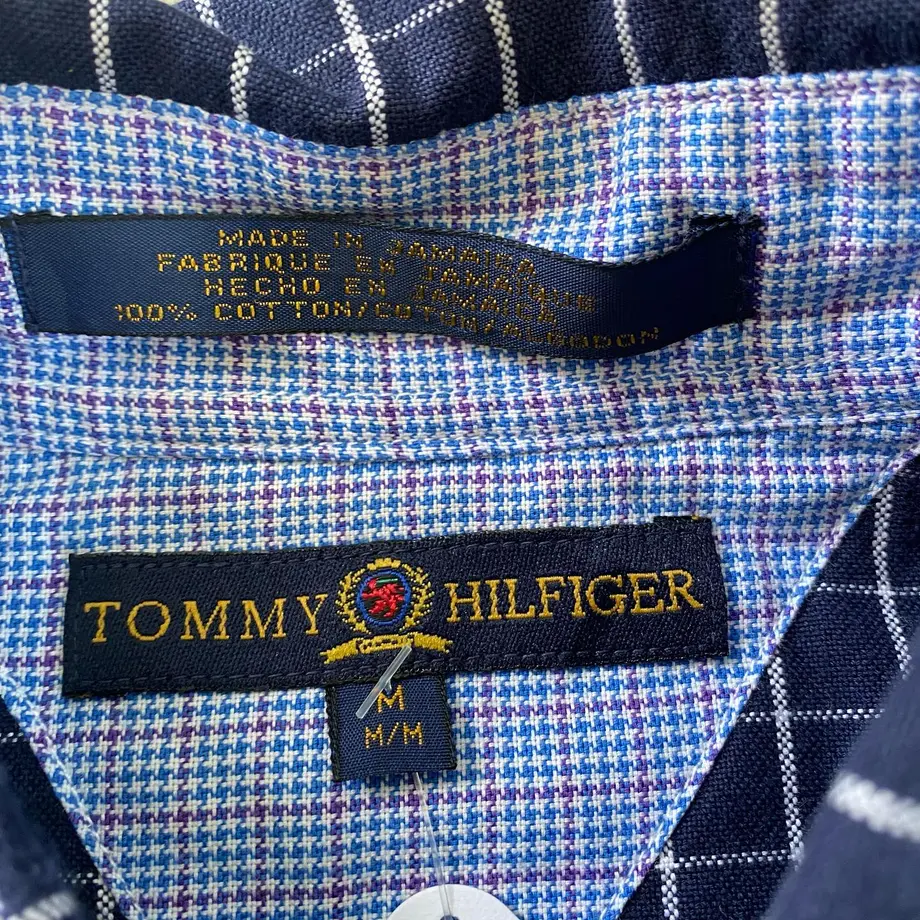 MADE IN JAMAICA
FABRIQUE EN JAMAIQUE
HECHO EN JAMAICA
100% COTTON/COTON/ALGODON
TOMMY HILFIGER
M
M/M